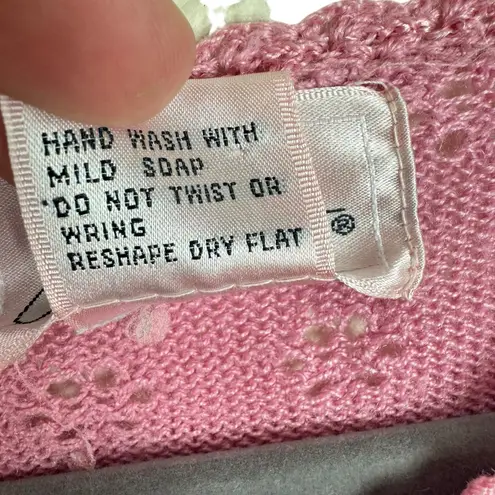 HAND WASH WITH
MILD SOAP
DO NOT TWIST OR
WRING
RESHAPE DRY FLAT
®